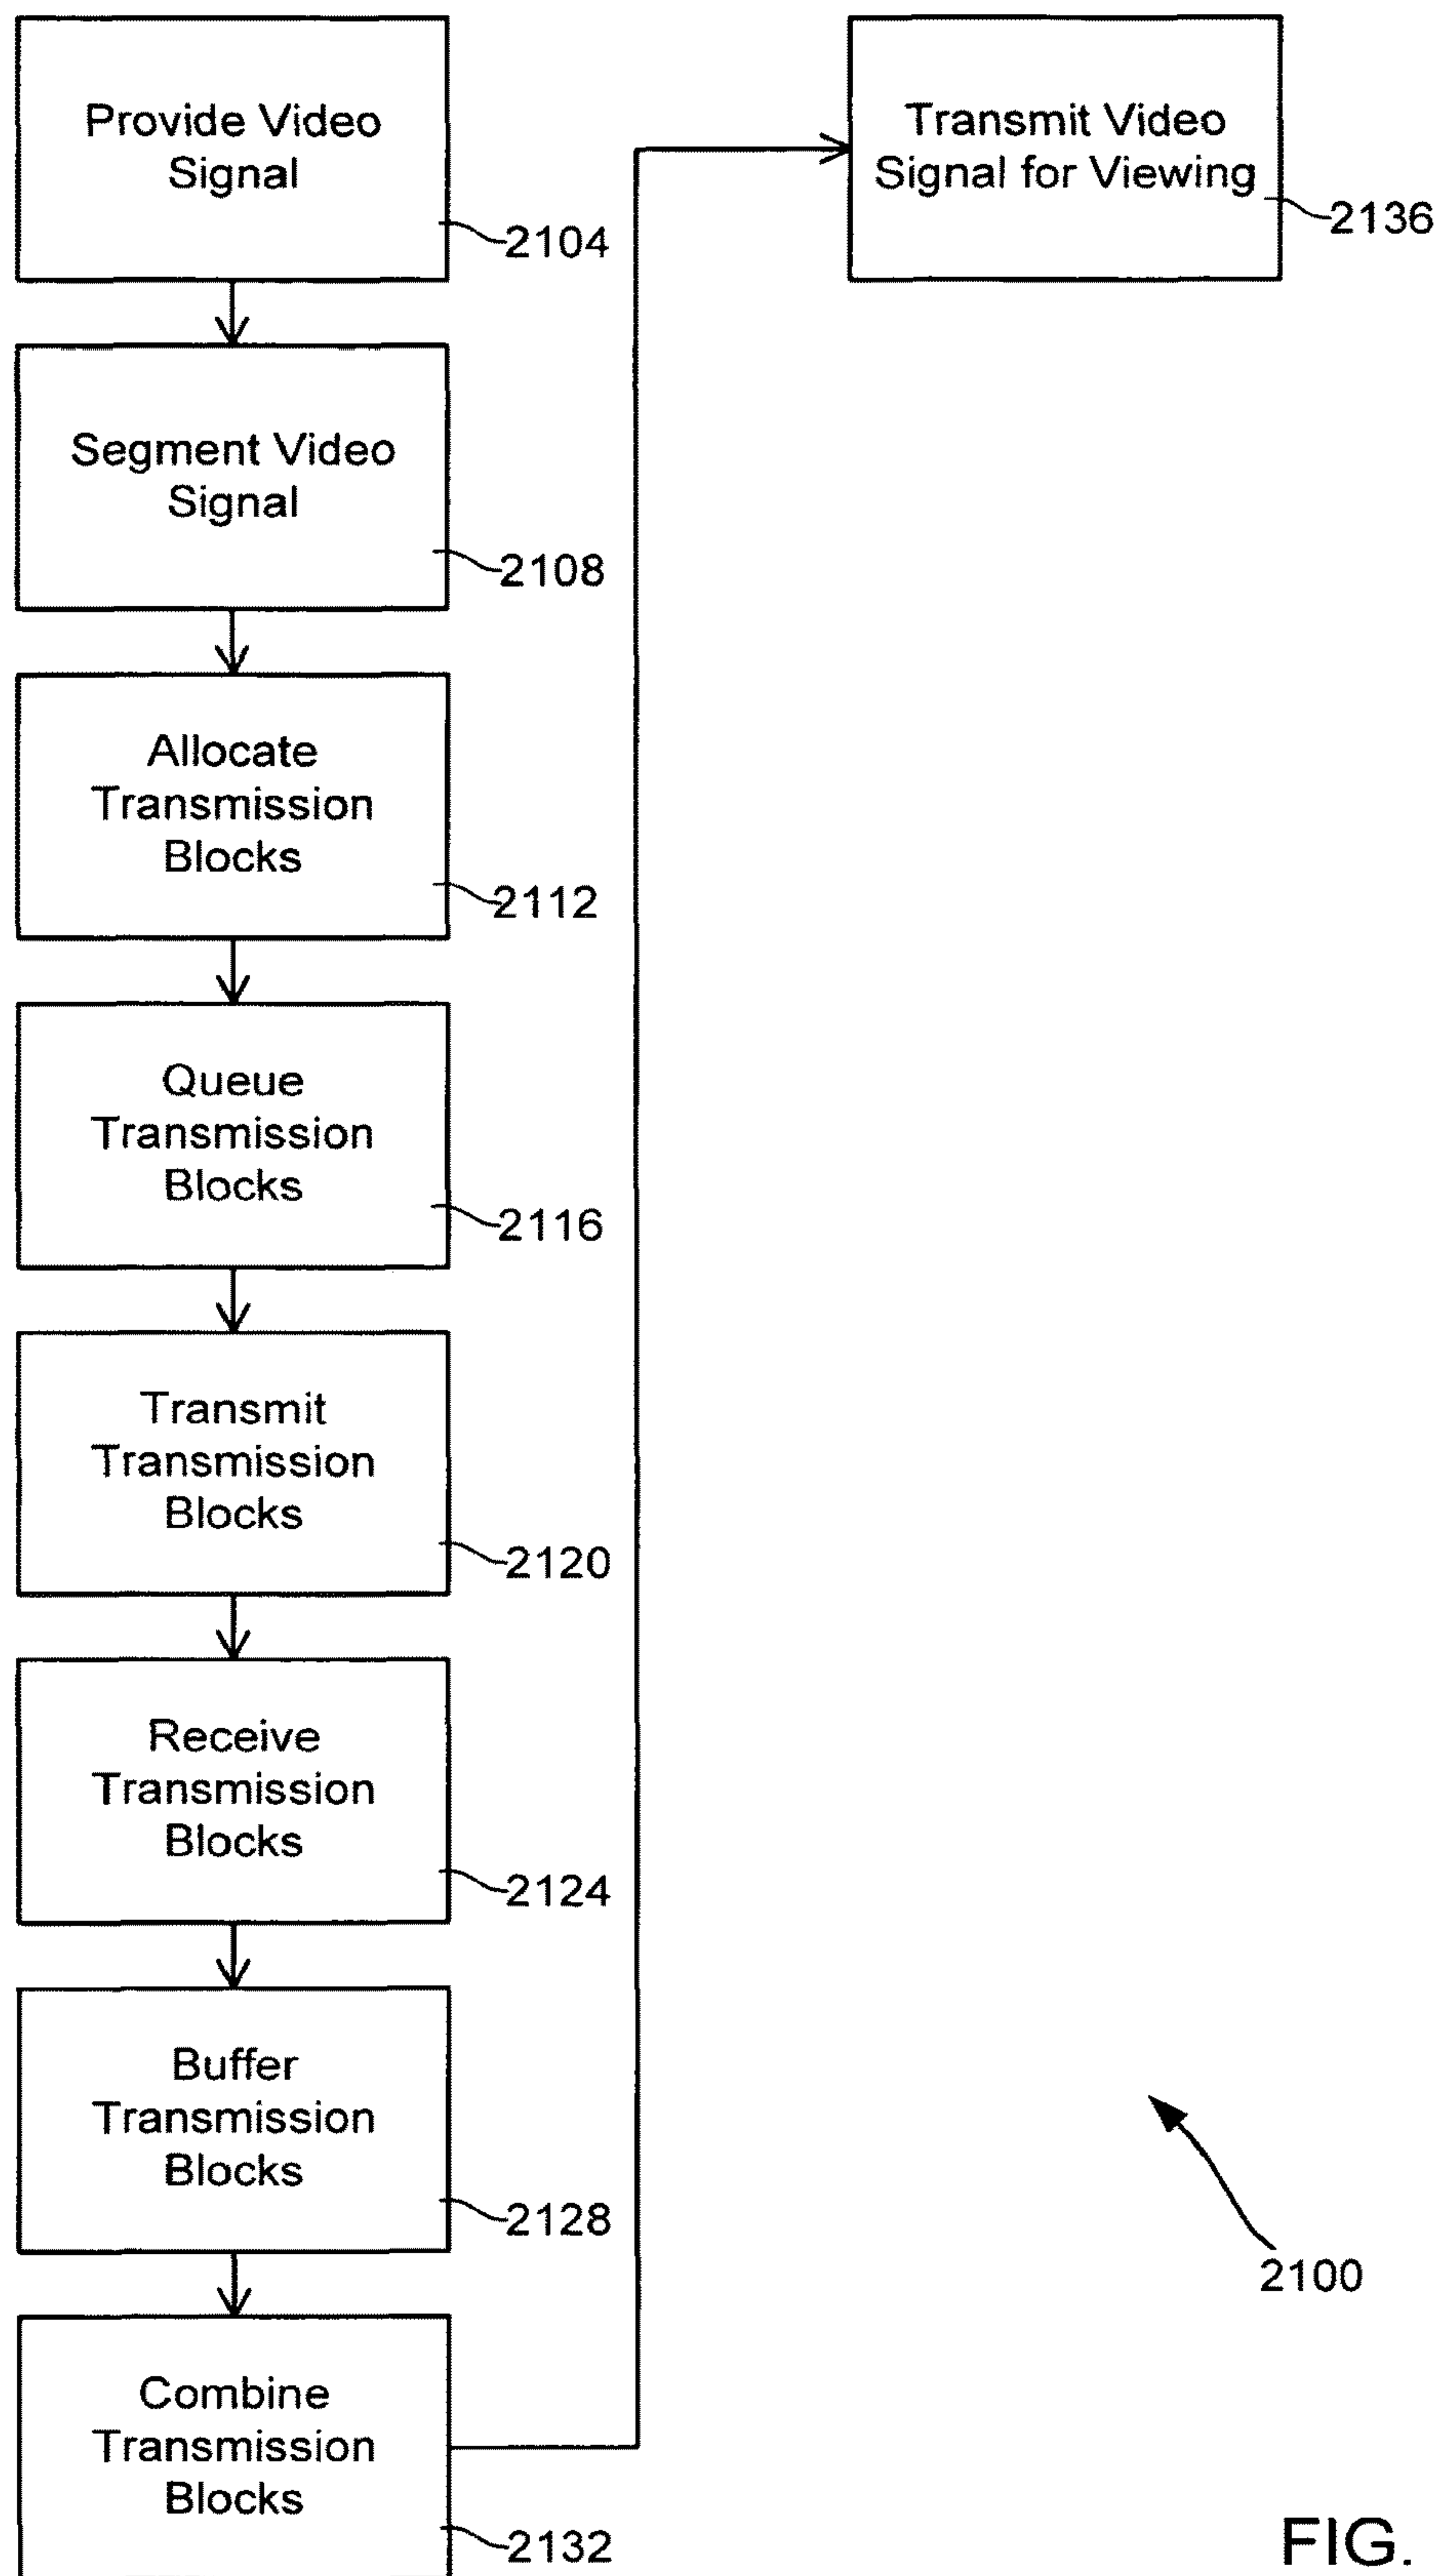 Provide Video
Signal
2104
Segment Video
Signal
2108
Allocate
Transmission
Blocks
2112
Queue
Transmission
Blocks
2116
Transmit
Transmission
Blocks
2120
Receive
Transmission
Blocks
2124
Buffer
Transmission
Blocks
2128
Combine
Transmission
Blocks
2132
Transmit Video
Signal for Viewing
2136
2100
FIG.